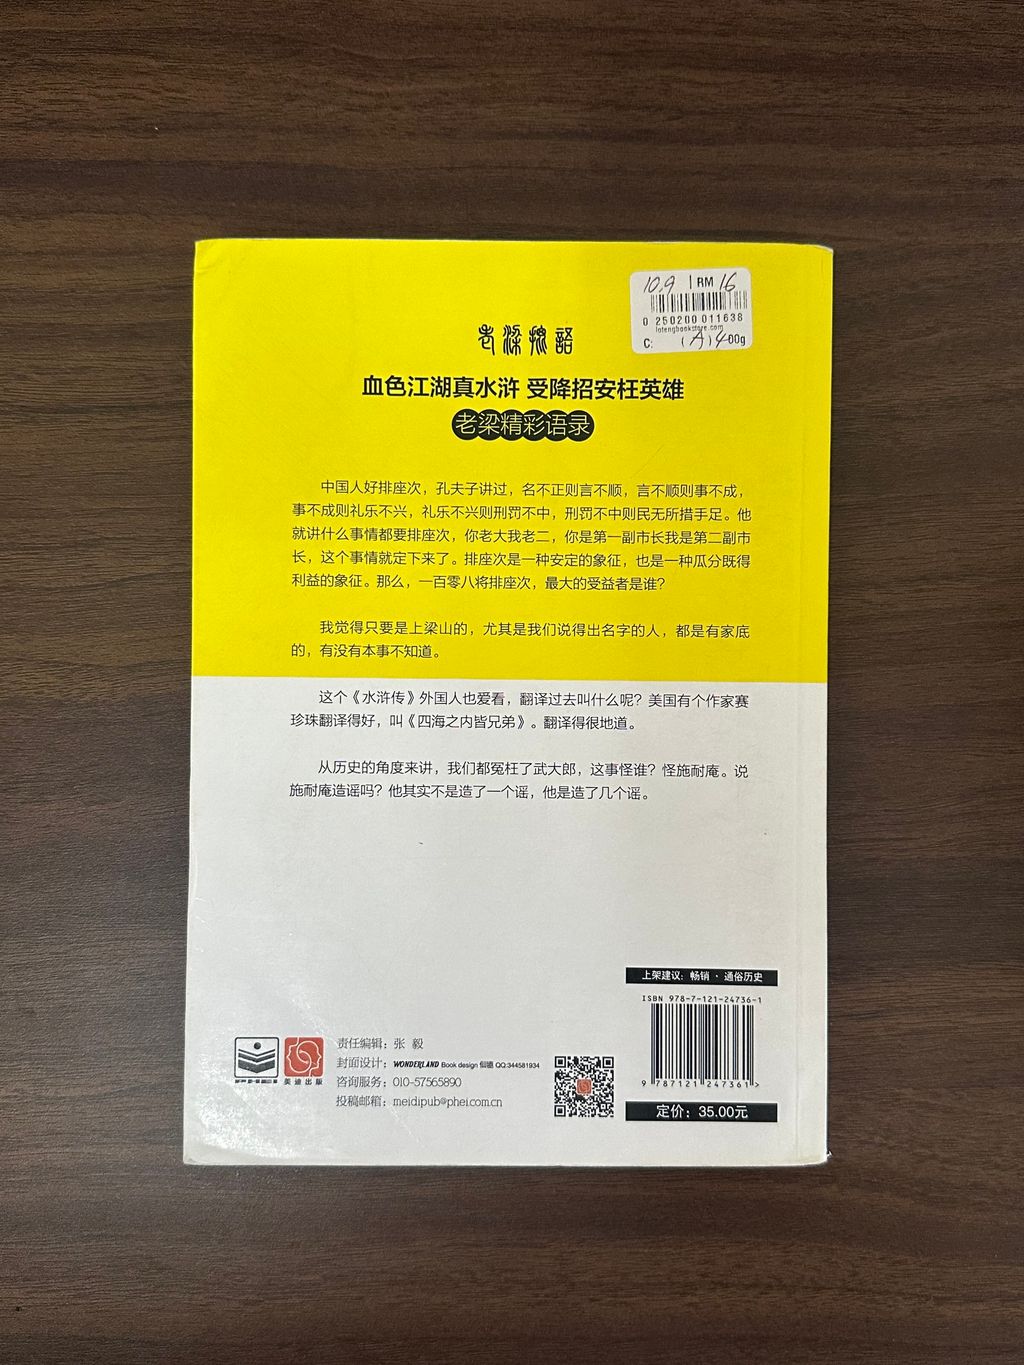 10.9 | RM 16
0 250200 011638
lotengbookstore.com
C: (A) 400g
血色江湖真水浒 受降招安枉英雄
老梁精彩语录
中国人好排座次，孔夫子讲过，名不正则言不顺，言不顺则事不成，
事不成则礼乐不兴，礼乐不兴则刑罚不中，刑罚不中则民无所措手足。他
就讲什么事情都要排座次，你老大我老二，你是第一副市长我是第二副市
长，这个事情就定下来了。排座次是一种安定的象征，也是一种瓜分既得
利益的象征。那么，一百零八将排座次，最大的受益者是谁？
我觉得只要是上梁山的，尤其是我们说得出名字的人，都是有家底
的，有没有本事不知道。
这个《水浒传》外国人也爱看，翻译过去叫什么呢？美国有个作家赛
珍珠翻译得好，叫《四海之内皆兄弟》。翻译得很地道。
从历史的角度来讲，我们都冤枉了武大郎，这事怪谁？怪施耐庵。说
施耐庵造谣吗？他其实不是造了一个谣，他是造了几个谣。
上架建议：畅销·通俗历史
ISBN 978-7-121-24736-1
9 787121 247361 >
定价：35.00元
美迪出版
责任编辑：张 毅
封面设计：WONDERLAND Book design QQ:344581934
咨询服务：010-57565890
投稿邮箱：meidipub@phei.com.cn